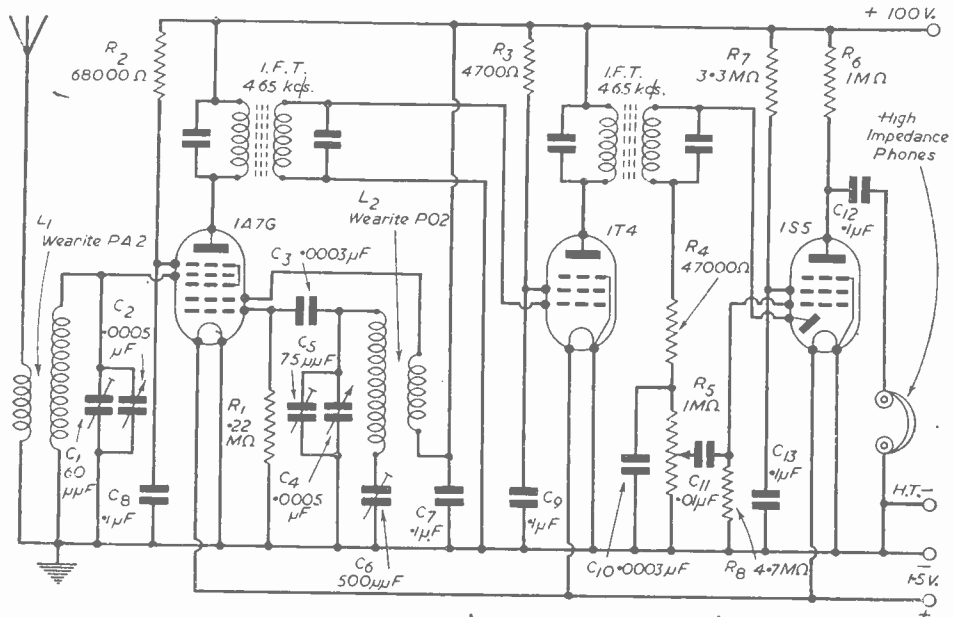 + 100V.
R2
68000Ω
R3
4700Ω
R7
3·3MΩ
R6
1MΩ
I.F.T.
465 kcs.
I.F.T.
465 kcs.
High
Impedance
Phones
L1
Wearite PA2
1A7G
L2
Wearite PO2
C3 ·0003µF
1T4
R4
47000Ω
C12
·1µF
1S5
C2
·0005
µF
C5
75µµF
R1
·22
MΩ
R5
1MΩ
C1
60
µµF
C8
·1µF
C4
·0005
µF
C7
·1µF
C9
·1µF
C11
·01µF
C13
·1µF
H.T.−
C6
500µµF
C10 ·0003µF
R8 4·7MΩ
−
1·5V.
+